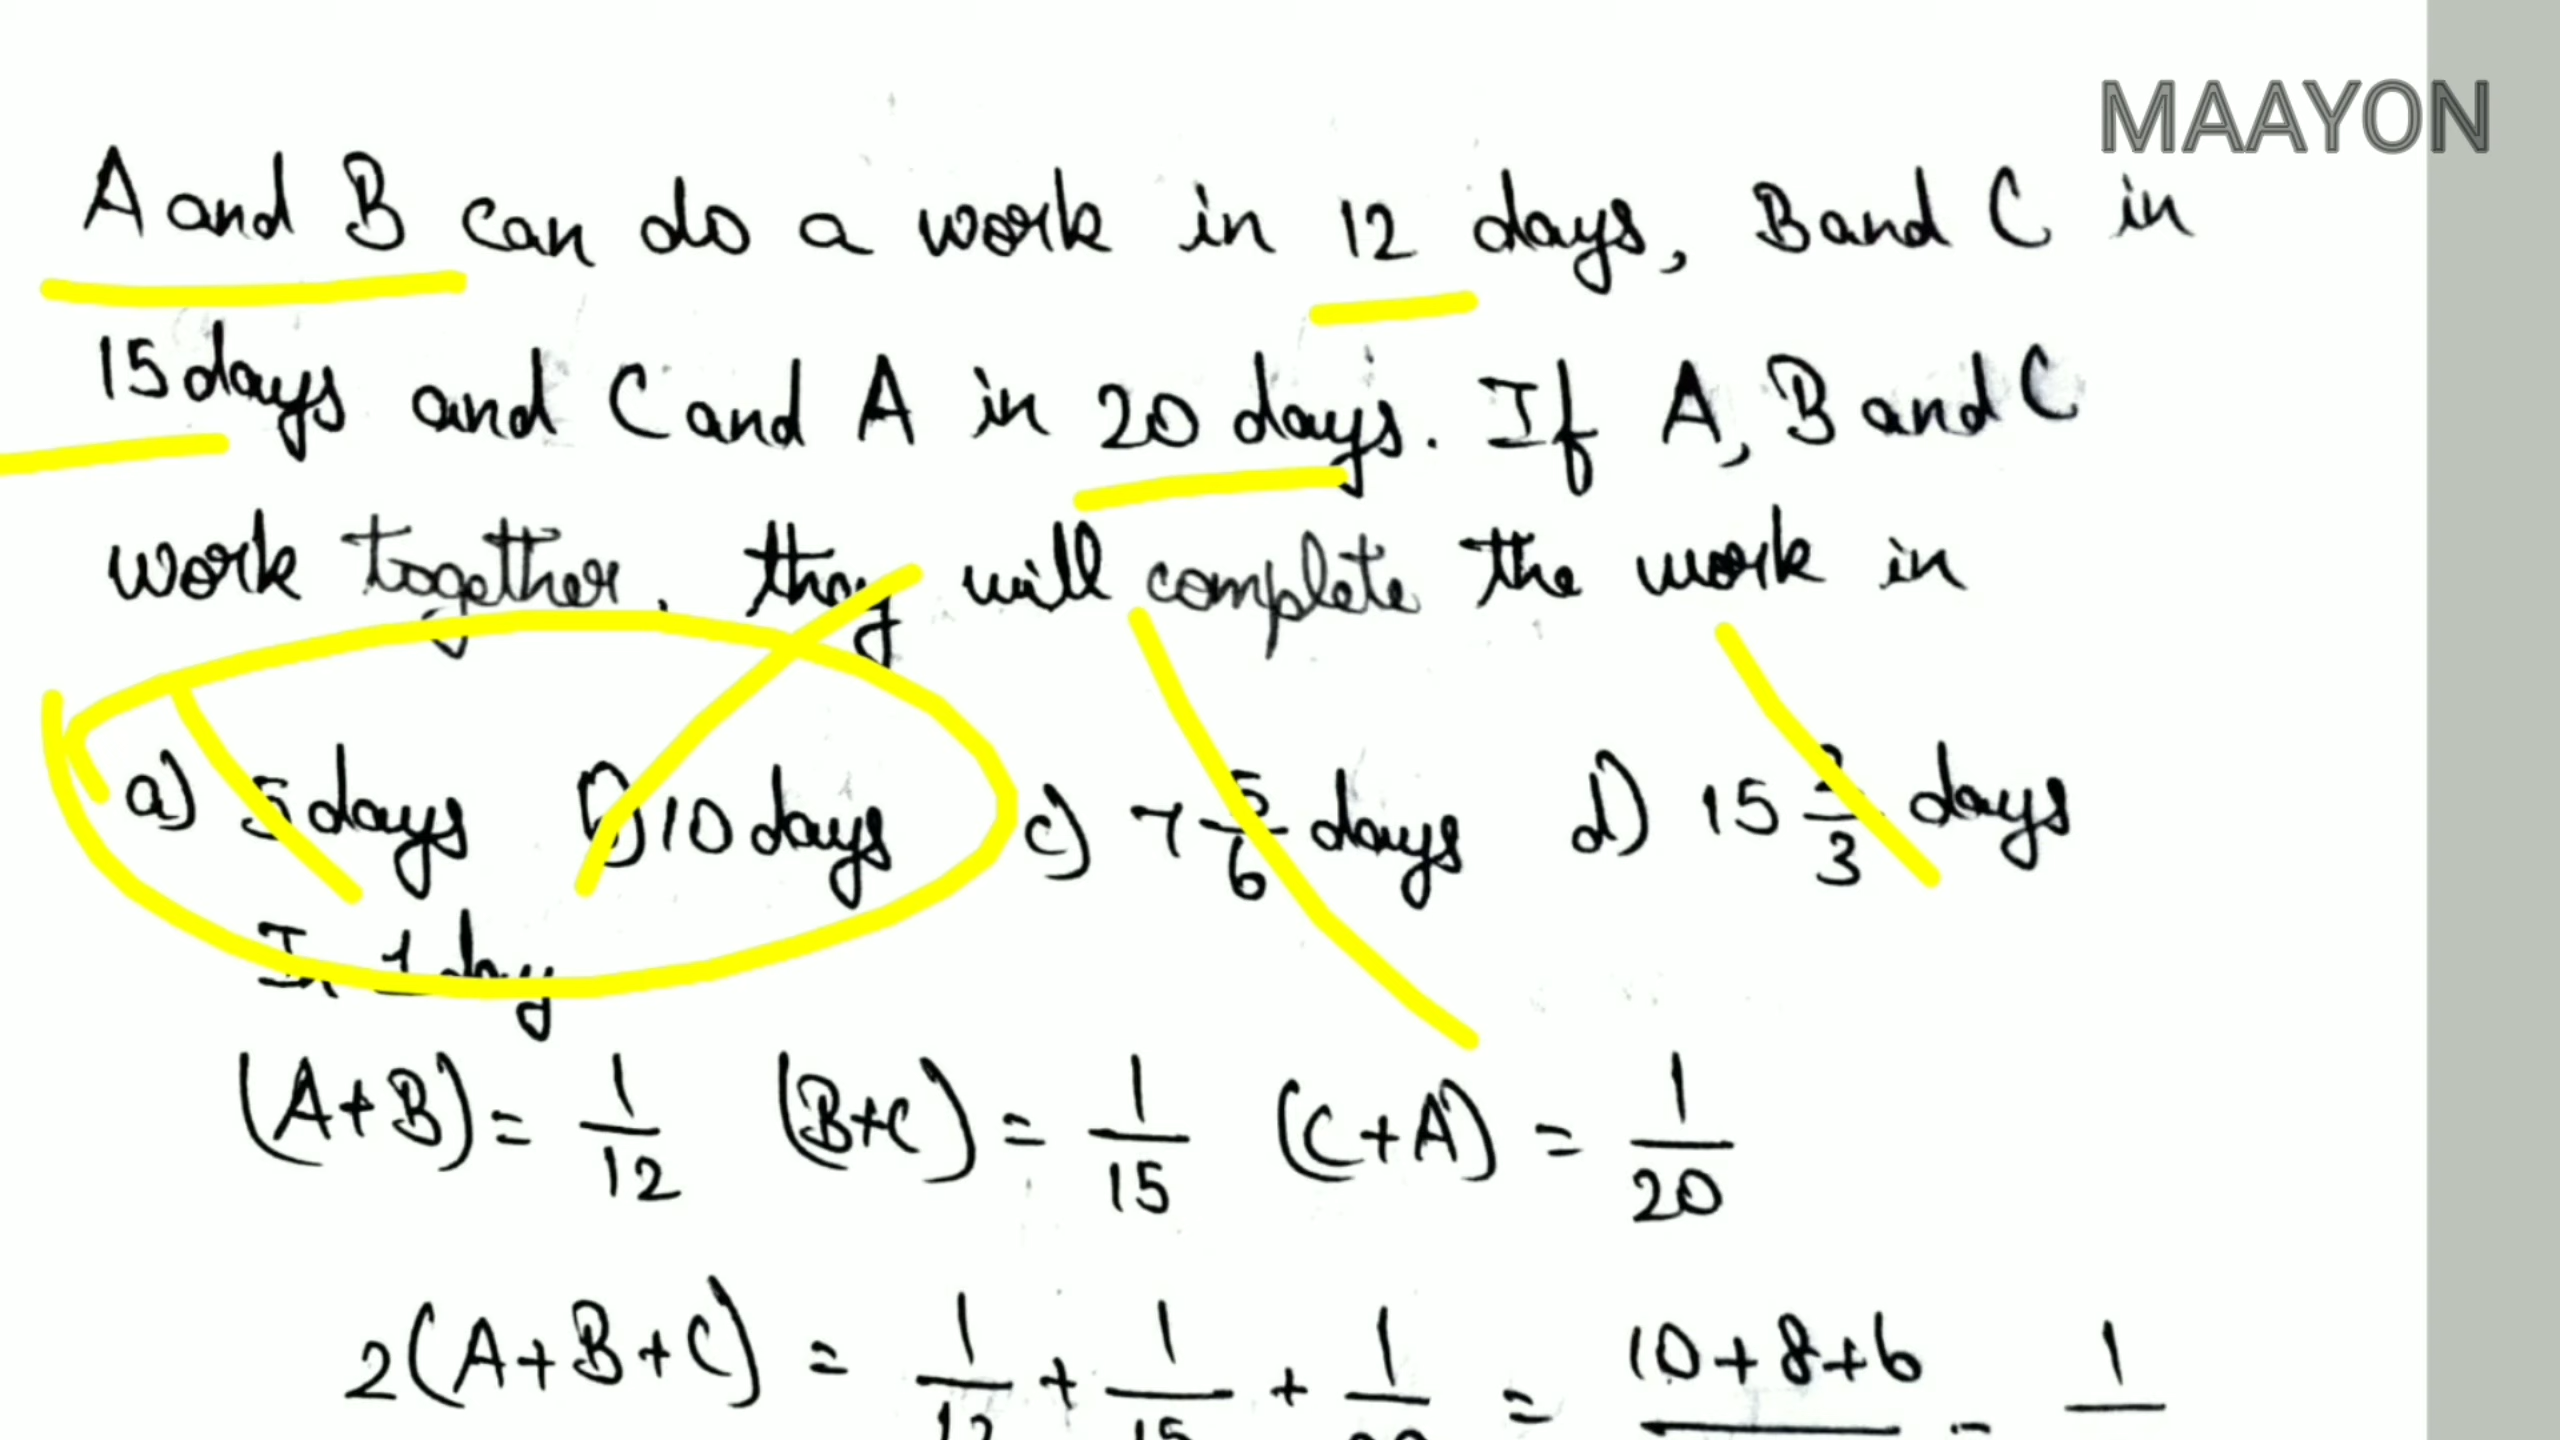 MAAYON
A and B can do a work in 12 days, B and C in
15 days and C and A in 20 days. If A, B and C
work together, they will complete the work in
a) 5 days b) 10 days c) 7 5/6 days d) 15 2/3 days
In 1 day
(A+B) = 1/12 (B+C) = 1/15 (C+A) = 1/20
2(A+B+C) = 1/12 + 1/15 + 1/20 = 10+8+6 = 1